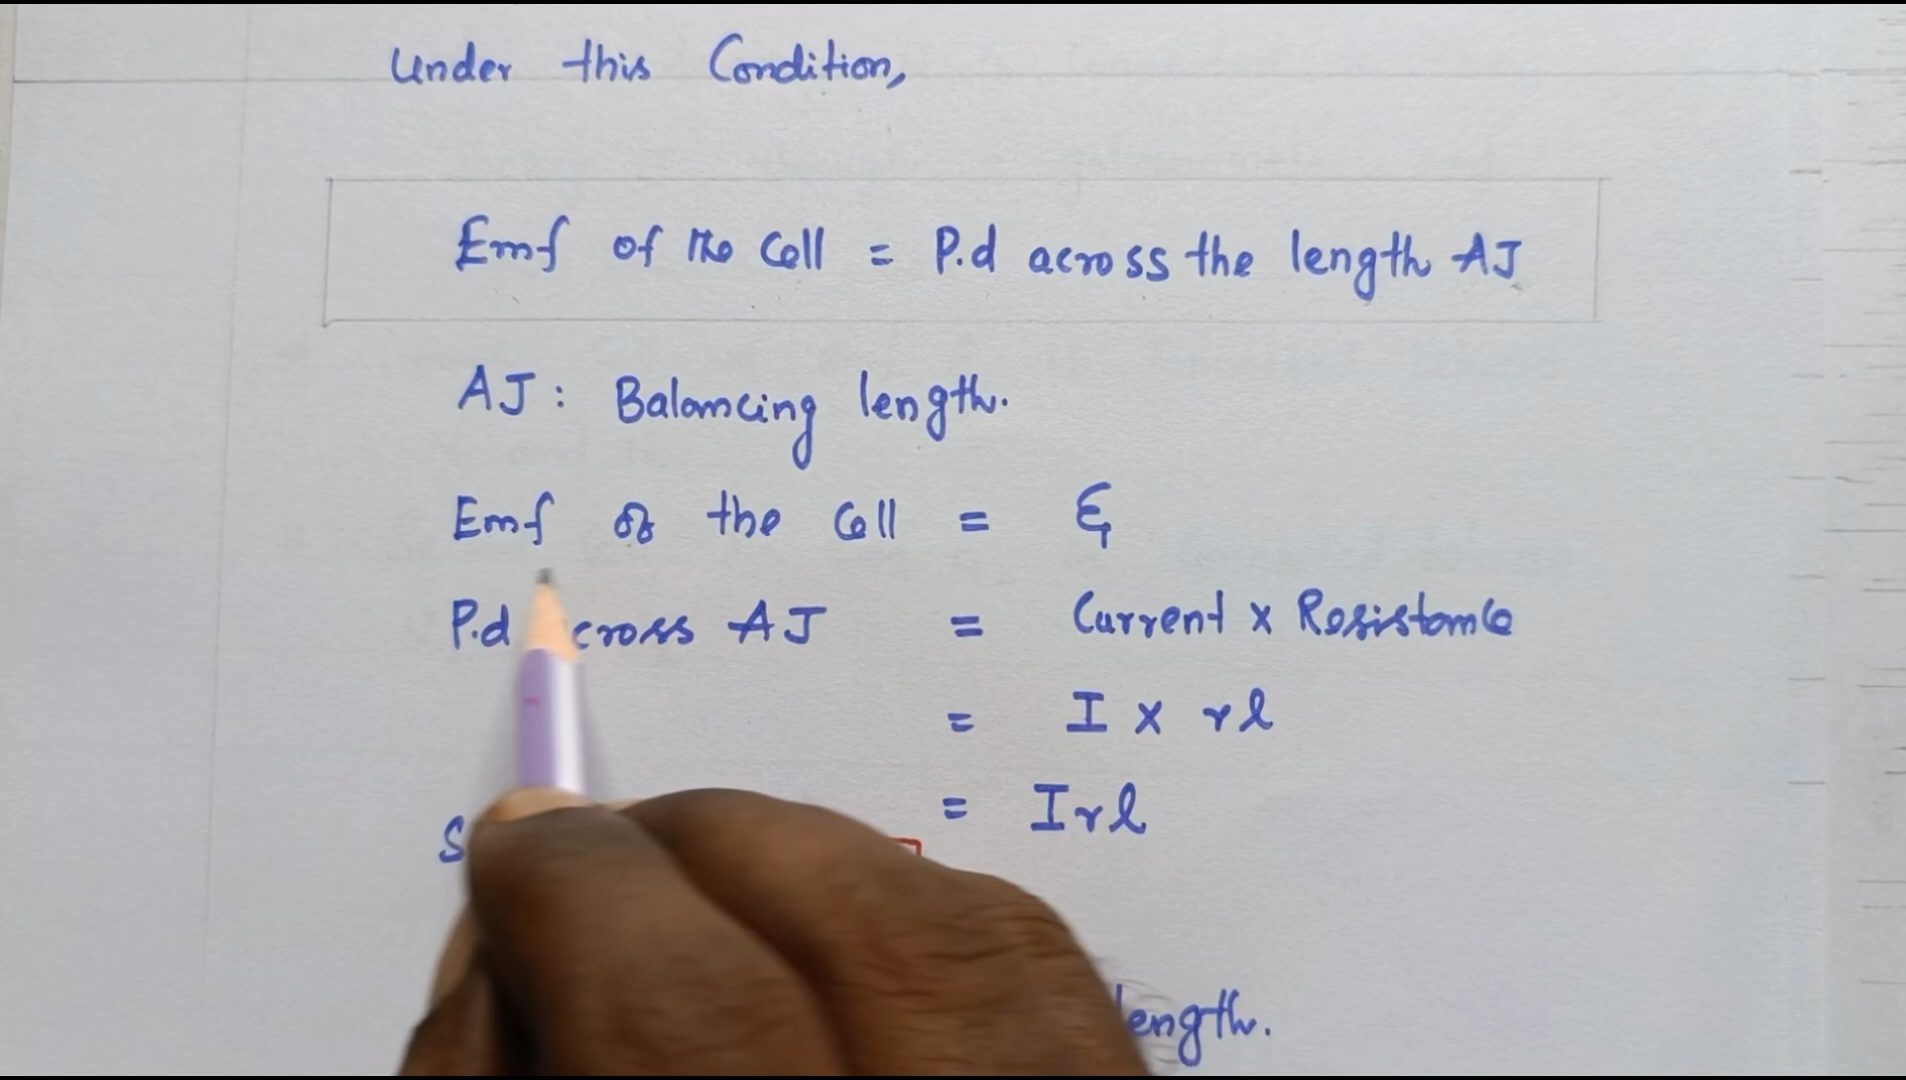 Under this Condition,
Emf of the Cell = P.d across the length AJ
AJ: Balancing length.
Emf of the Cell = ε
P.d across AJ = Current x Resistance
= I x rl
= Irl
length.